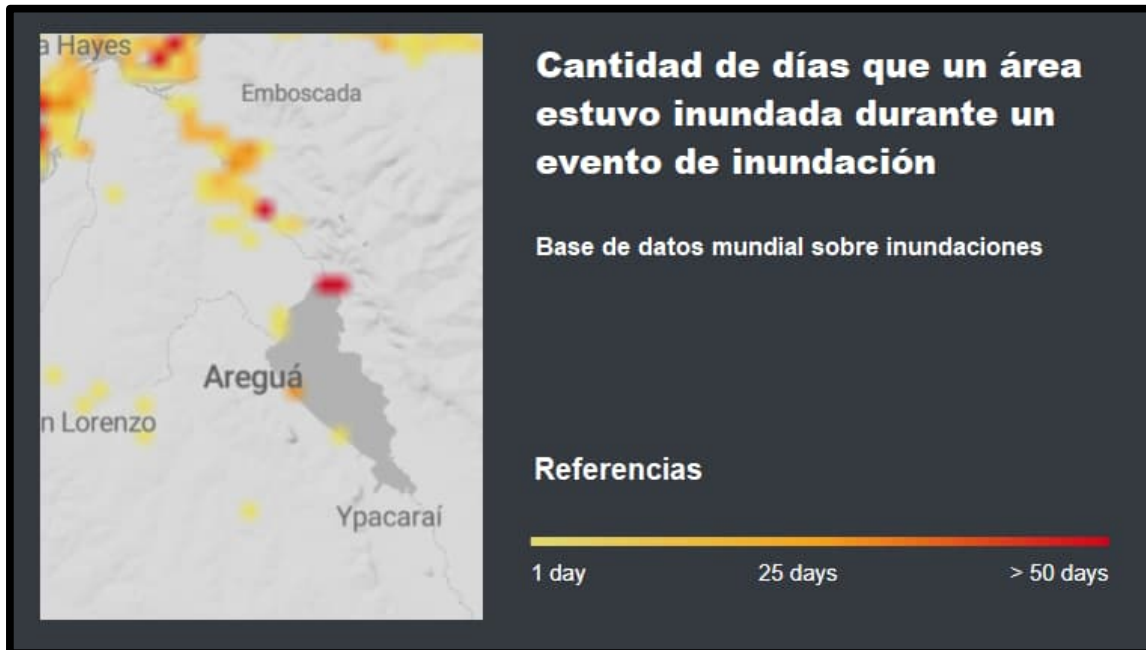 a Hayes
Emboscada
Areguá
n Lorenzo
Ypacaraí
Cantidad de días que un área
estuvo inundada durante un
evento de inundación
Base de datos mundial sobre inundaciones
Referencias
1 day 25 days > 50 days